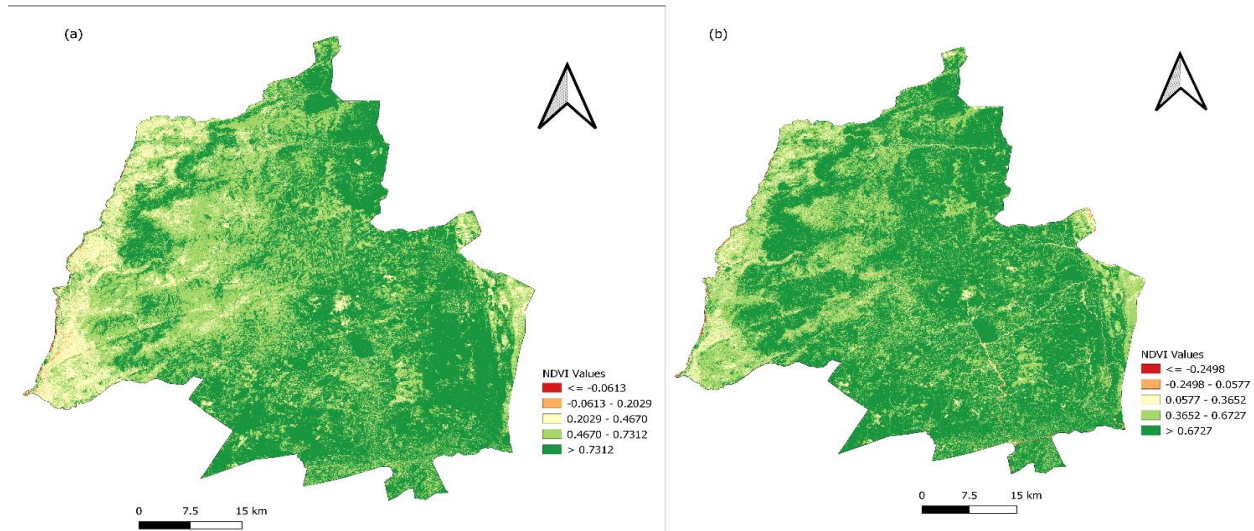 (a)
NDVI Values
<= -0.0613
-0.0613 - 0.2029
0.2029 - 0.4670
0.4670 - 0.7312
> 0.7312
0 7.5 15 km
(b)
NDVI Values
<= -0.2498
-0.2498 - 0.0577
0.0577 - 0.3652
0.3652 - 0.6727
> 0.6727
0 7.5 15 km